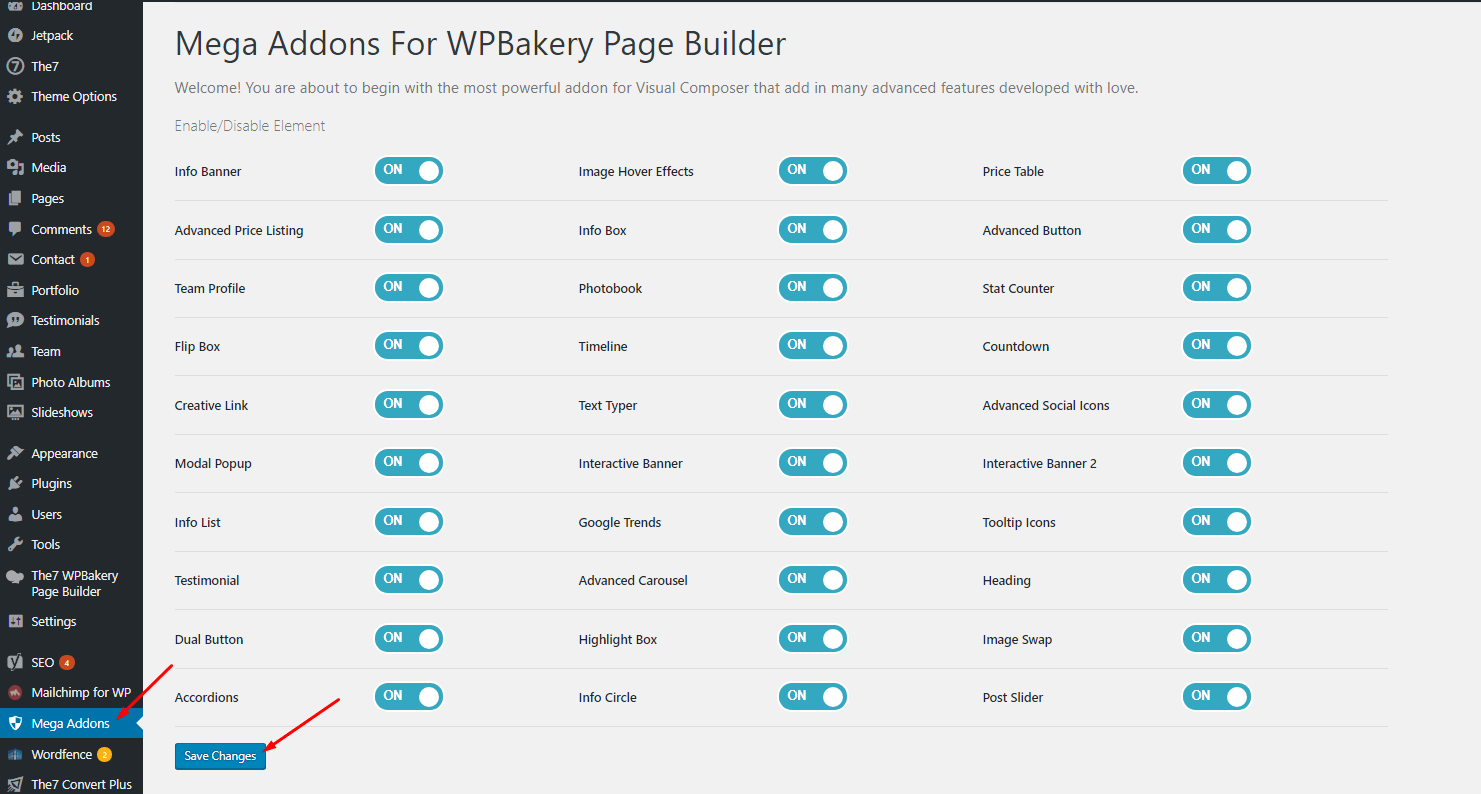 Dashboard
Jetpack
The7
Theme Options
Posts
Media
Pages
Comments 12
Contact 1
Portfolio
Testimonials
Team
Photo Albums
Slideshows
Appearance
Plugins
Users
Tools
The7 WPBakery
Page Builder
Settings
SEO 4
Mailchimp for WP
Mega Addons
Wordfence 2
The7 Convert Plus
Mega Addons For WPBakery Page Builder
Welcome! You are about to begin with the most powerful addon for Visual Composer that add in many advanced features developed with love.
Enable/Disable Element
Info Banner ON Image Hover Effects ON Price Table ON
Advanced Price Listing ON Info Box ON Advanced Button ON
Team Profile ON Photobook ON Stat Counter ON
Flip Box ON Timeline ON Countdown ON
Creative Link ON Text Typer ON Advanced Social Icons ON
Modal Popup ON Interactive Banner ON Interactive Banner 2 ON
Info List ON Google Trends ON Tooltip Icons ON
Testimonial ON Advanced Carousel ON Heading ON
Dual Button ON Highlight Box ON Image Swap ON
Accordions ON Info Circle ON Post Slider ON
Save Changes